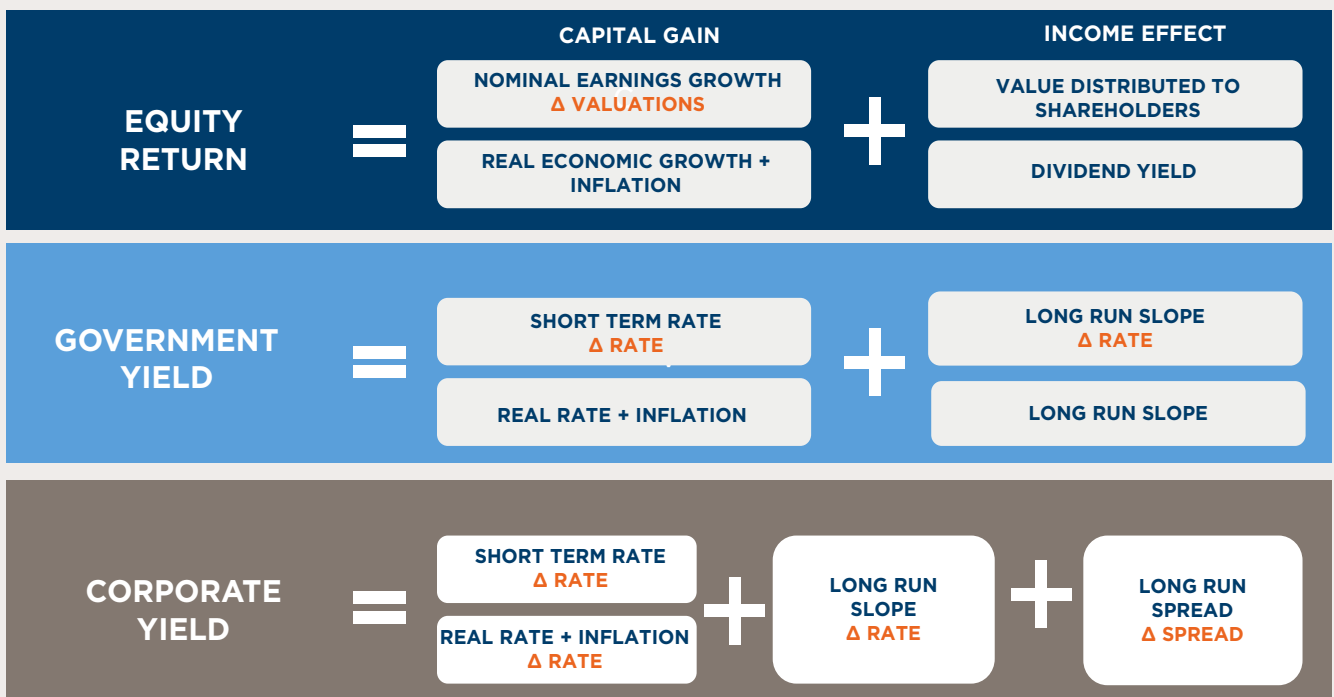 CAPITAL GAIN
INCOME EFFECT
EQUITY
RETURN
=
NOMINAL EARNINGS GROWTH
Δ VALUATIONS
REAL ECONOMIC GROWTH +
INFLATION
+
VALUE DISTRIBUTED TO
SHAREHOLDERS
DIVIDEND YIELD
GOVERNMENT
YIELD
=
SHORT TERM RATE
Δ RATE
REAL RATE + INFLATION
+
LONG RUN SLOPE
Δ RATE
LONG RUN SLOPE
CORPORATE
YIELD
=
SHORT TERM RATE
Δ RATE
REAL RATE + INFLATION
Δ RATE
+
LONG RUN
SLOPE
Δ RATE
+
LONG RUN
SPREAD
Δ SPREAD